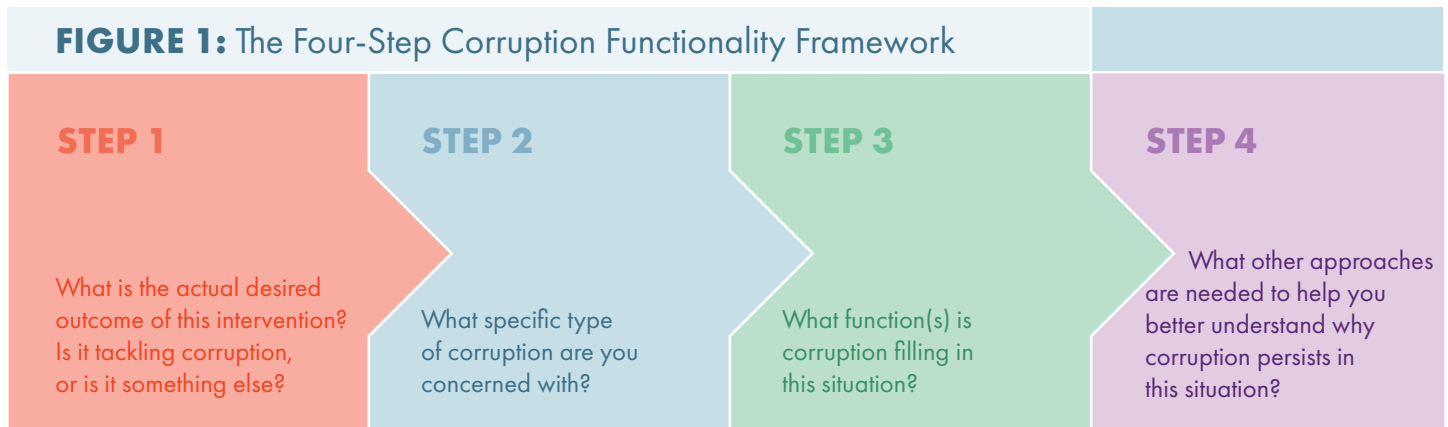 FIGURE 1: The Four-Step Corruption Functionality Framework
STEP 1
What is the actual desired
outcome of this intervention?
Is it tackling corruption,
or is it something else?
STEP 2
What specific type
of corruption are you
concerned with?
STEP 3
What function(s) is
corruption filling in
this situation?
STEP 4
What other approaches
are needed to help you
better understand why
corruption persists in
this situation?